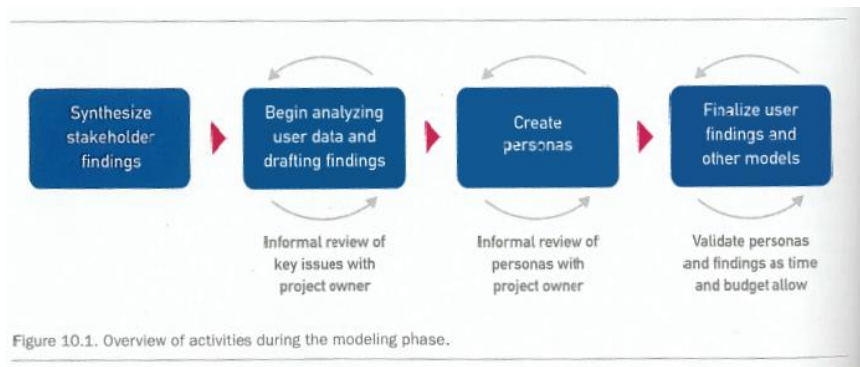 Synthesize
stakeholder
findings
Begin analyzing
user data and
drafting findings
Create
personas
Finalize user
findings and
other models
Informal review of
key issues with
project owner
Informal review of
personas with
project owner
Validate personas
and findings as time
and budget allow
Figure 10.1. Overview of activities during the modeling phase.